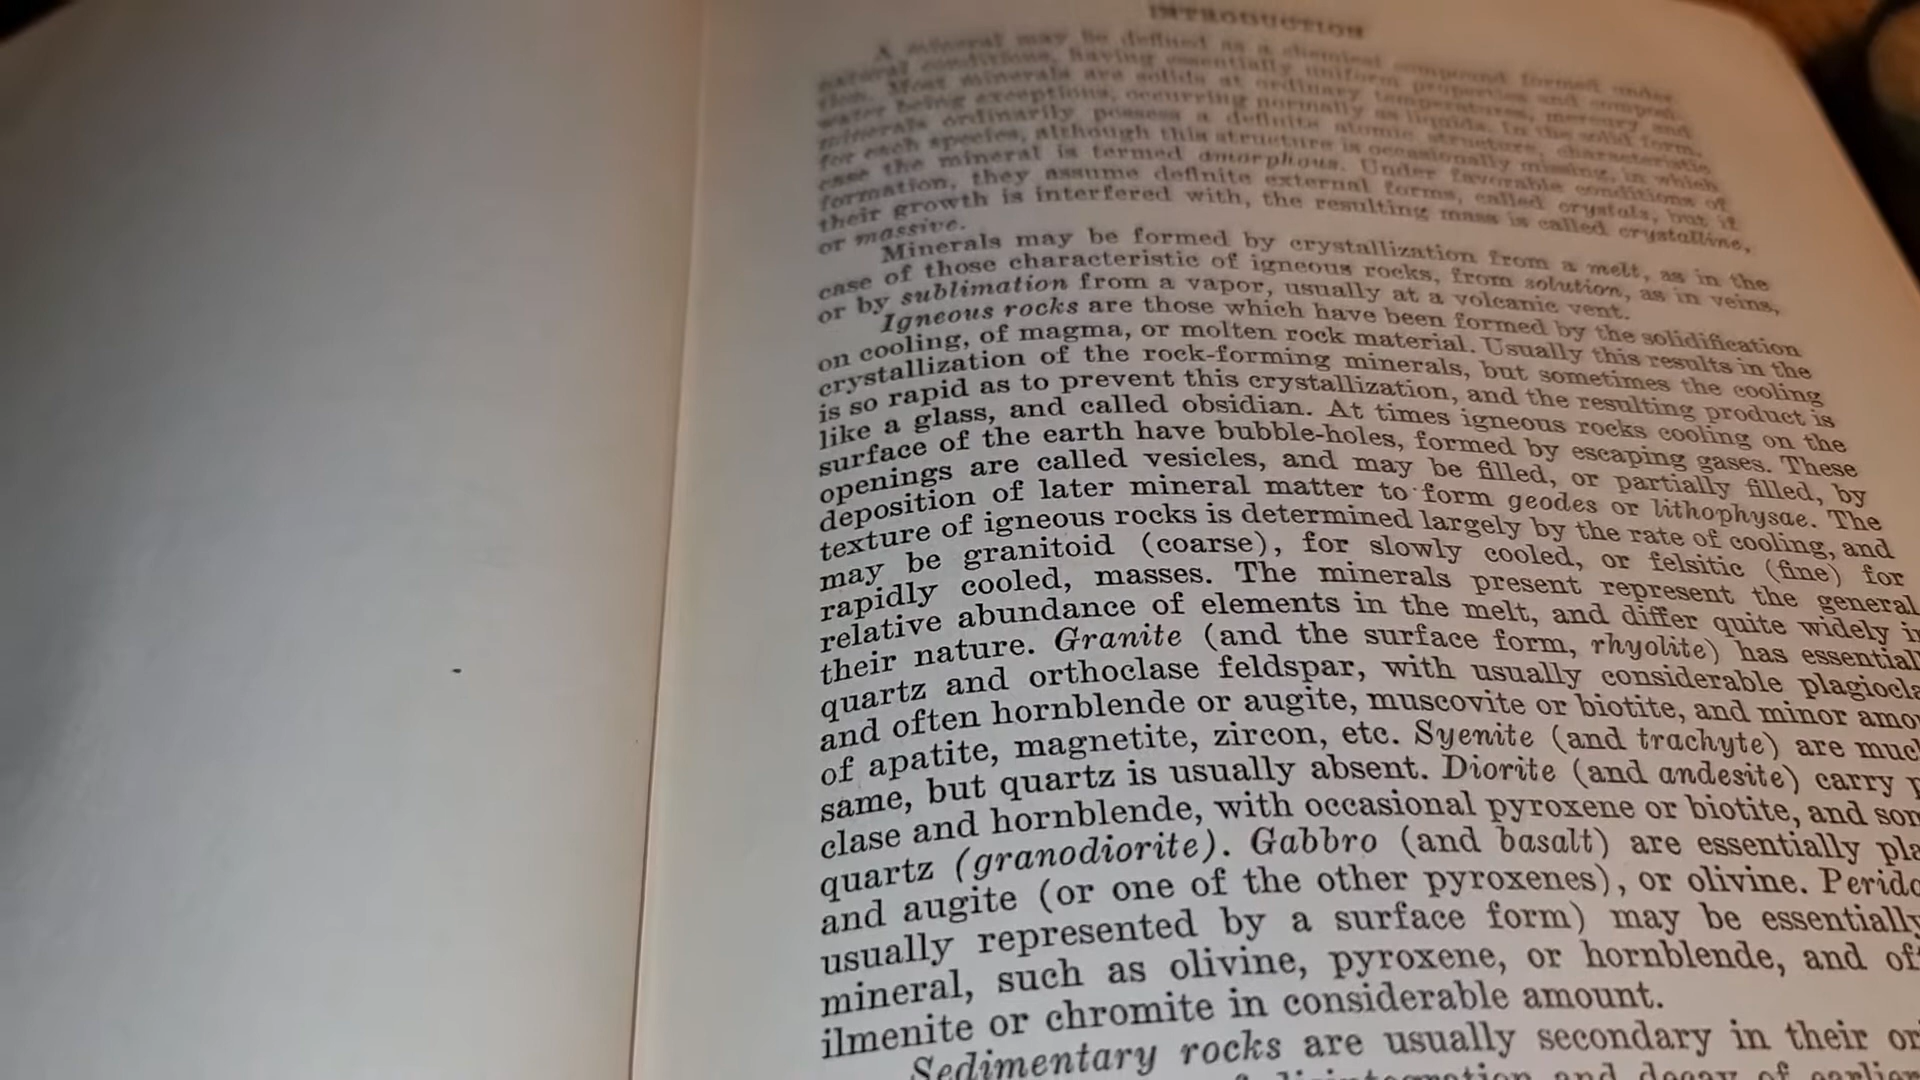 INTRODUCTION
A mineral may be defined as a chemical compound formed under
natural conditions, having essentially uniform properties and composi-
tion. Most minerals are solids at ordinary temperatures, mercury and
water being exceptions, occurring normally as liquids. In the solid form,
minerals ordinarily possess a definite atomic structure, characteristic
for each species, although this structure is occasionally missing, in which
case the mineral is termed amorphous. Under favorable conditions of
formation, they assume definite external forms, called crystals, but if
their growth is interfered with, the resulting mass is called crystalline,
or massive.
Minerals may be formed by crystallization from a melt, as in the
case of those characteristic of igneous rocks, from solution, as in veins,
or by sublimation from a vapor, usually at a volcanic vent.
Igneous rocks are those which have been formed by the solidification
on cooling, of magma, or molten rock material. Usually this results in the
crystallization of the rock-forming minerals, but sometimes the cooling
is so rapid as to prevent this crystallization, and the resulting product is
like a glass, and called obsidian. At times igneous rocks cooling on the
surface of the earth have bubble-holes, formed by escaping gases. These
openings are called vesicles, and may be filled, or partially filled, by
deposition of later mineral matter to form geodes or lithophysae. The
texture of igneous rocks is determined largely by the rate of cooling, and
may be granitoid (coarse), for slowly cooled, or felsitic (fine) for
rapidly cooled, masses. The minerals present represent the general
relative abundance of elements in the melt, and differ quite widely in
their nature. Granite (and the surface form, rhyolite) has essential
quartz and orthoclase feldspar, with usually considerable plagiocla
and often hornblende or augite, muscovite or biotite, and minor amo
of apatite, magnetite, zircon, etc. Syenite (and trachyte) are muc
same, but quartz is usually absent. Diorite (and andesite) carry p
clase and hornblende, with occasional pyroxene or biotite, and som
quartz (granodiorite). Gabbro (and basalt) are essentially pla
and augite (or one of the other pyroxenes), or olivine. Perido
usually represented by a surface form) may be essentially
mineral, such as olivine, pyroxene, or hornblende, and of
ilmenite or chromite in considerable amount.
Sedimentary rocks are usually secondary in their or
disintegration and decay of earlier